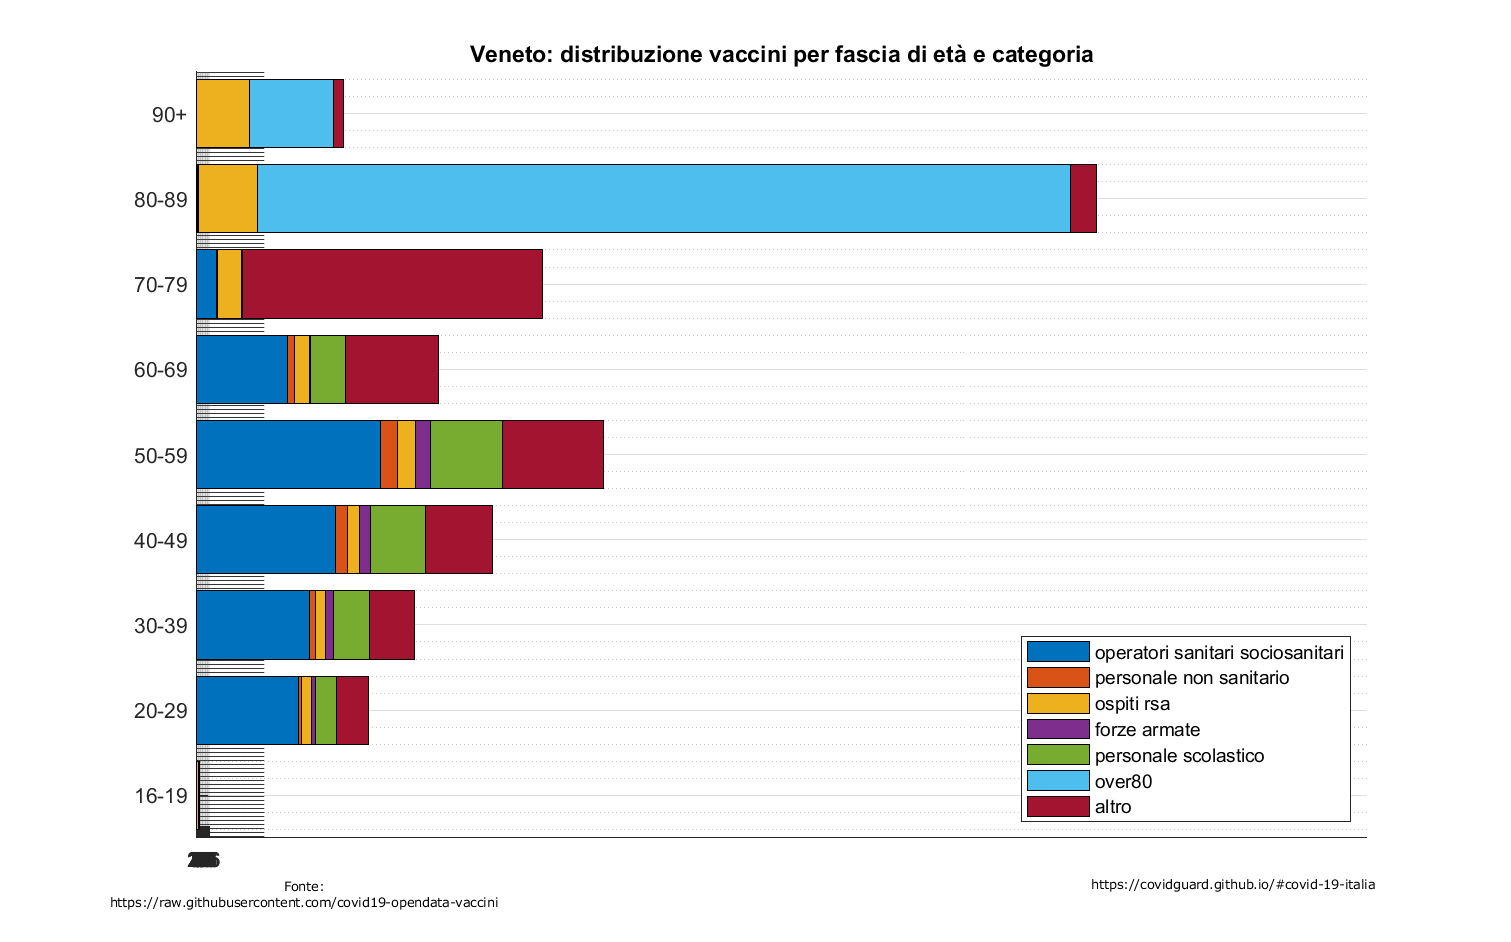 Veneto: distribuzione vaccini per fascia di età e categoria
90+
80-89
70-79
60-69
50-59
40-49
30-39
20-29
16-19
operatori sanitari sociosanitari
personale non sanitario
ospiti rsa
forze armate
personale scolastico
over80
altro
Fonte:
https://raw.githubusercontent.com/covid19-opendata-vaccini
https://covidguard.github.io/#covid-19-italia